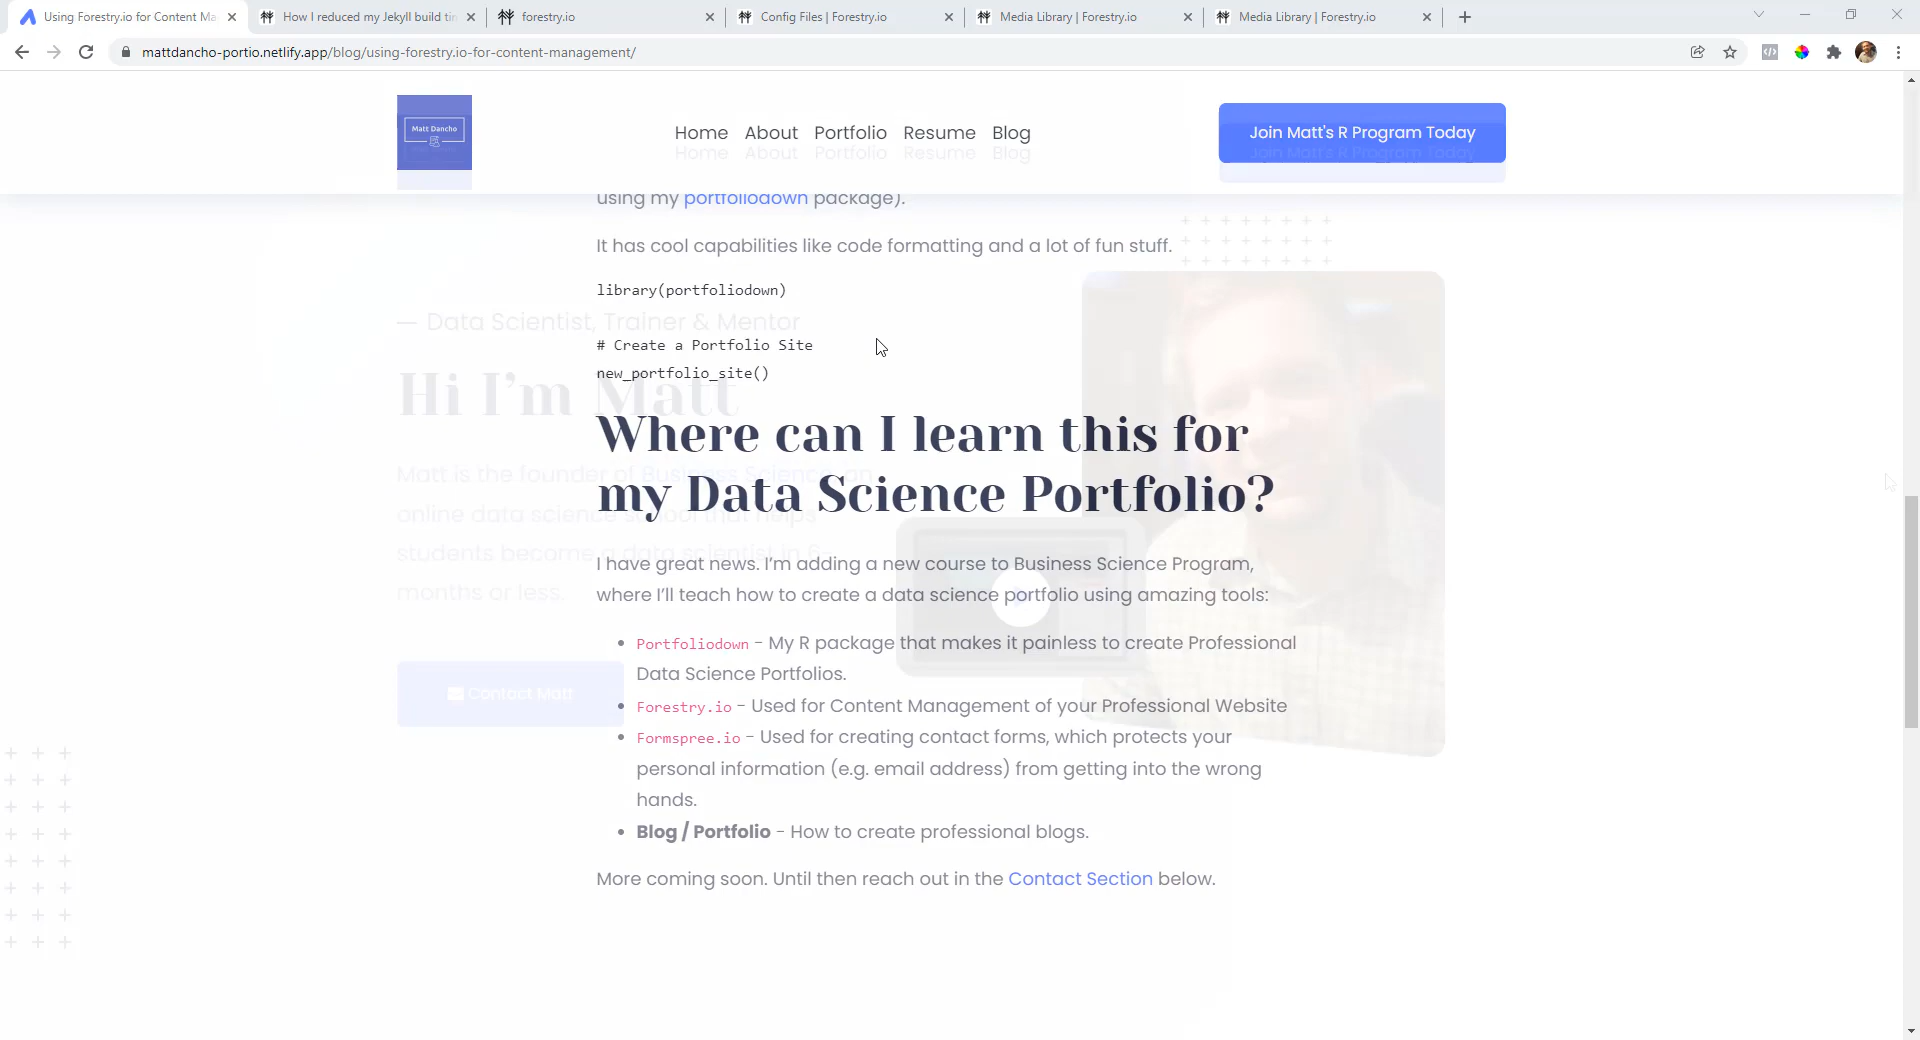 Using Forestry.io for Content Ma
How I reduced my Jekyll build tin
forestry.io
Config Files | Forestry.io
Media Library | Forestry.io
Media Library | Forestry.io
mattdancho-portio.netlify.app/blog/using-forestry.io-for-content-management/
Matt Dancho
Home About Portfolio Resume Blog
Join Matt's R Program Today
Home About Portfolio Resume Blog
Join Matt's R Program Today
using my portfoliodown package).
It has cool capabilities like code formatting and a lot of fun stuff.
library(portfoliodown)
— Data Scientist, Trainer & Mentor
# Create a Portfolio Site
new_portfolio_site()
Hi I'm Matt
Where can I learn this for
my Data Science Portfolio?
Matt is the founder of Business Science, an
online data science school that helps
students become a data scientist in 6-
months or less.
I have great news. I'm adding a new course to Business Science Program,
where I'll teach how to create a data science portfolio using amazing tools:
Portfoliodown - My R package that makes it painless to create Professional
Data Science Portfolios.
Contact Matt
Forestry.io - Used for Content Management of your Professional Website
Formspree.io - Used for creating contact forms, which protects your
personal information (e.g. email address) from getting into the wrong
hands.
Blog / Portfolio - How to create professional blogs.
More coming soon. Until then reach out in the Contact Section below.